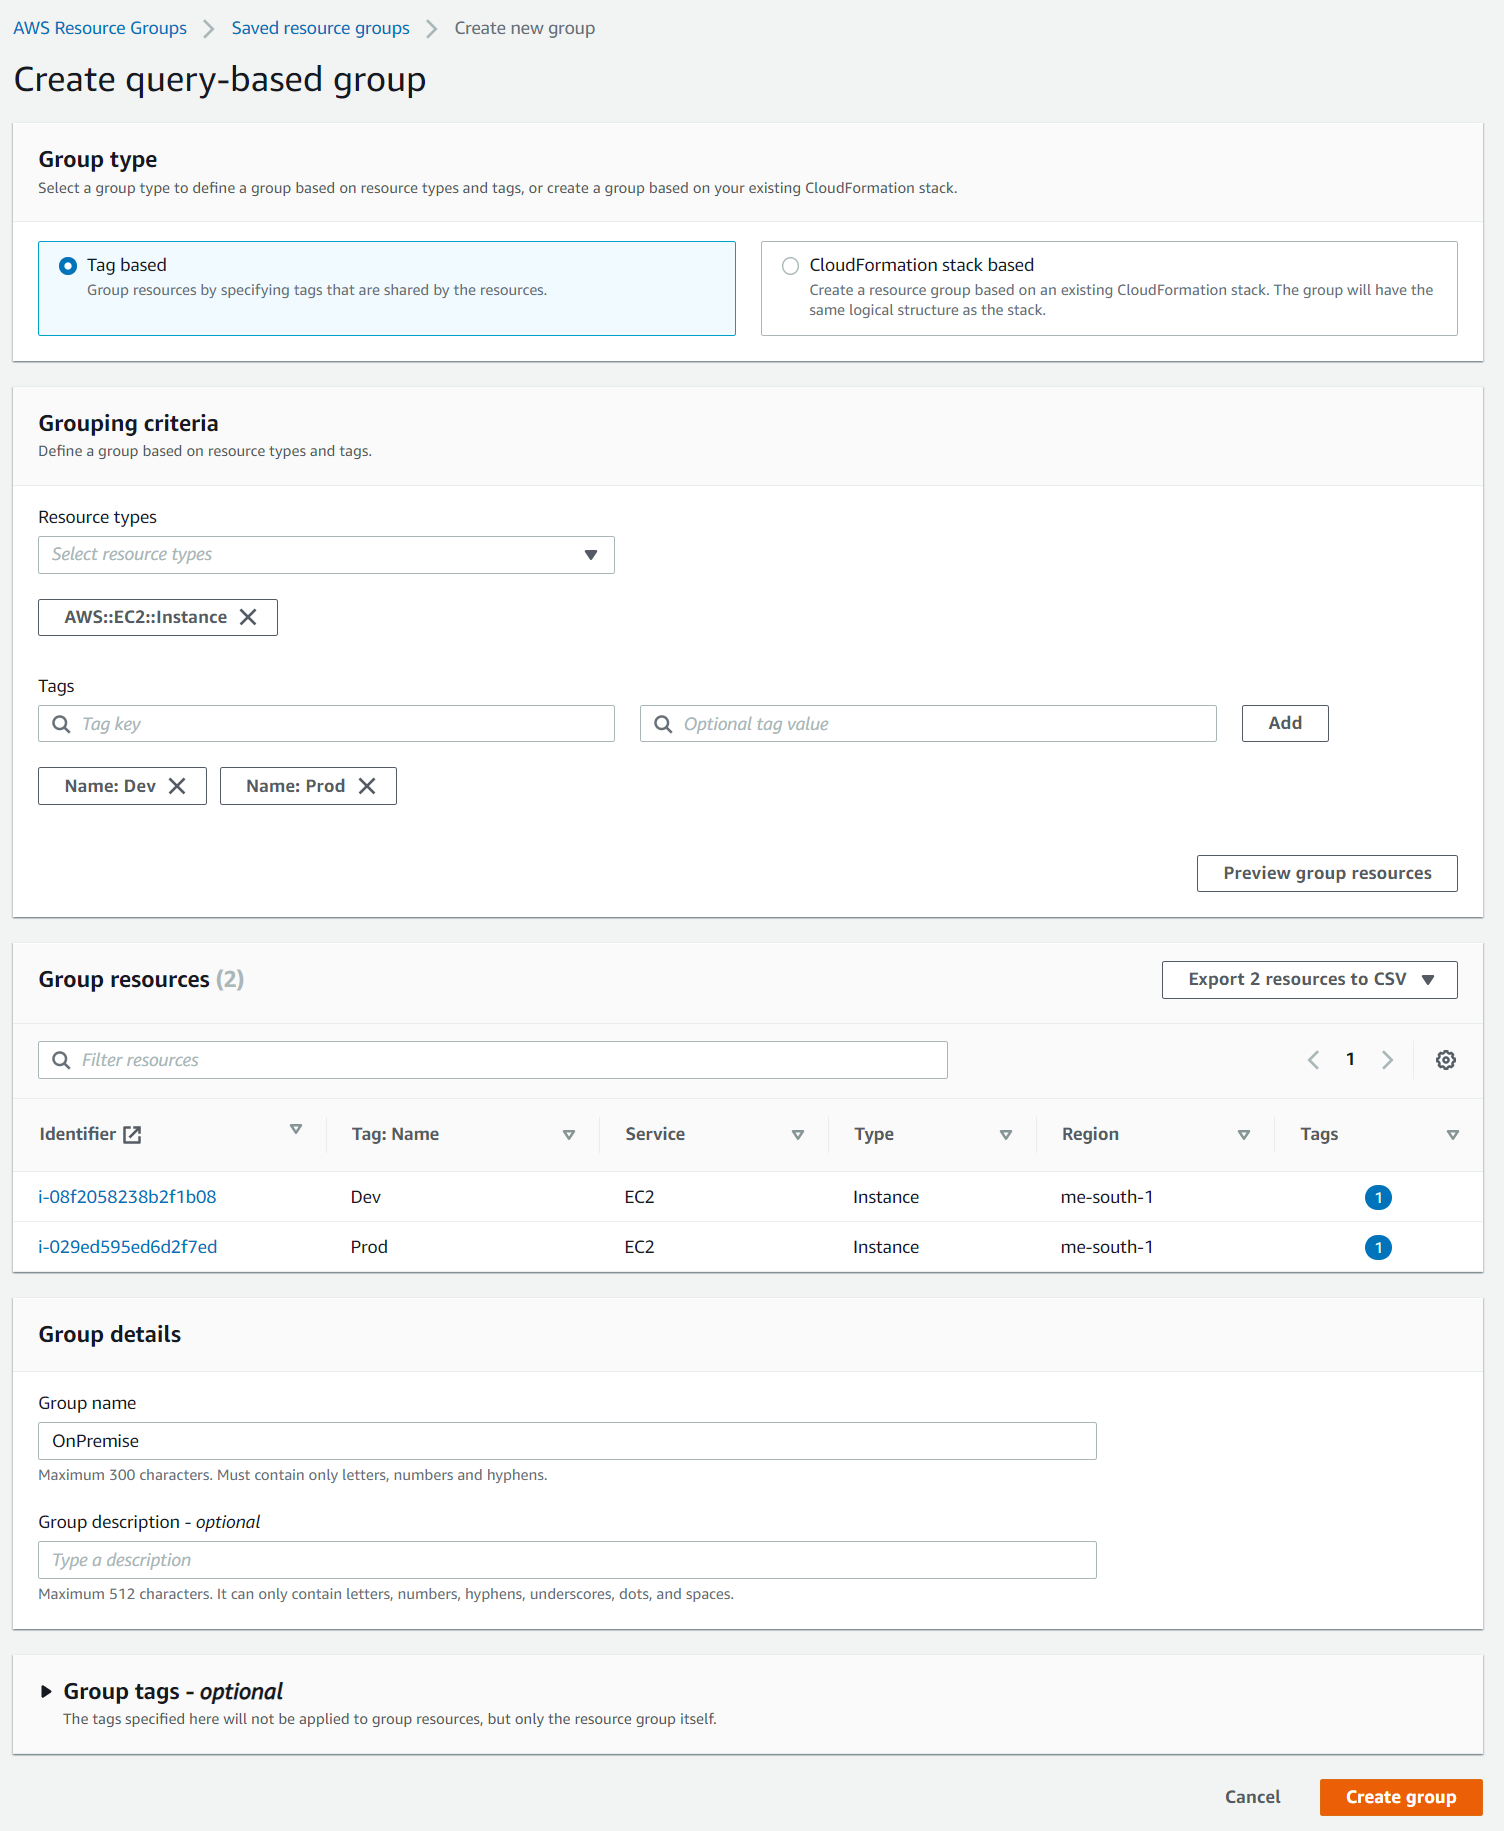 AWS Resource Groups > Saved resource groups > Create new group
Create query-based group
Group type
Select a group type to define a group based on resource types and tags, or create a group based on your existing CloudFormation stack.
Tag based
Group resources by specifying tags that are shared by the resources.
CloudFormation stack based
Create a resource group based on an existing CloudFormation stack. The group will have the
same logical structure as the stack.
Grouping criteria
Define a group based on resource types and tags.
Resource types
Select resource types
AWS::EC2::Instance
Tags
Tag key
Optional tag value
Add
Name: Dev
Name: Prod
Preview group resources
Group resources (2)
Export 2 resources to CSV
Filter resources
1
Identifier Tag: Name Service Type Region Tags
i-08f2058238b2f1b08 Dev EC2 Instance me-south-1 1
i-029ed595ed6d2f7ed Prod EC2 Instance me-south-1 1
Group details
Group name
OnPremise
Maximum 300 characters. Must contain only letters, numbers and hyphens.
Group description - optional
Type a description
Maximum 512 characters. It can only contain letters, numbers, hyphens, underscores, dots, and spaces.
Group tags - optional
The tags specified here will not be applied to group resources, but only the resource group itself.
Cancel
Create group